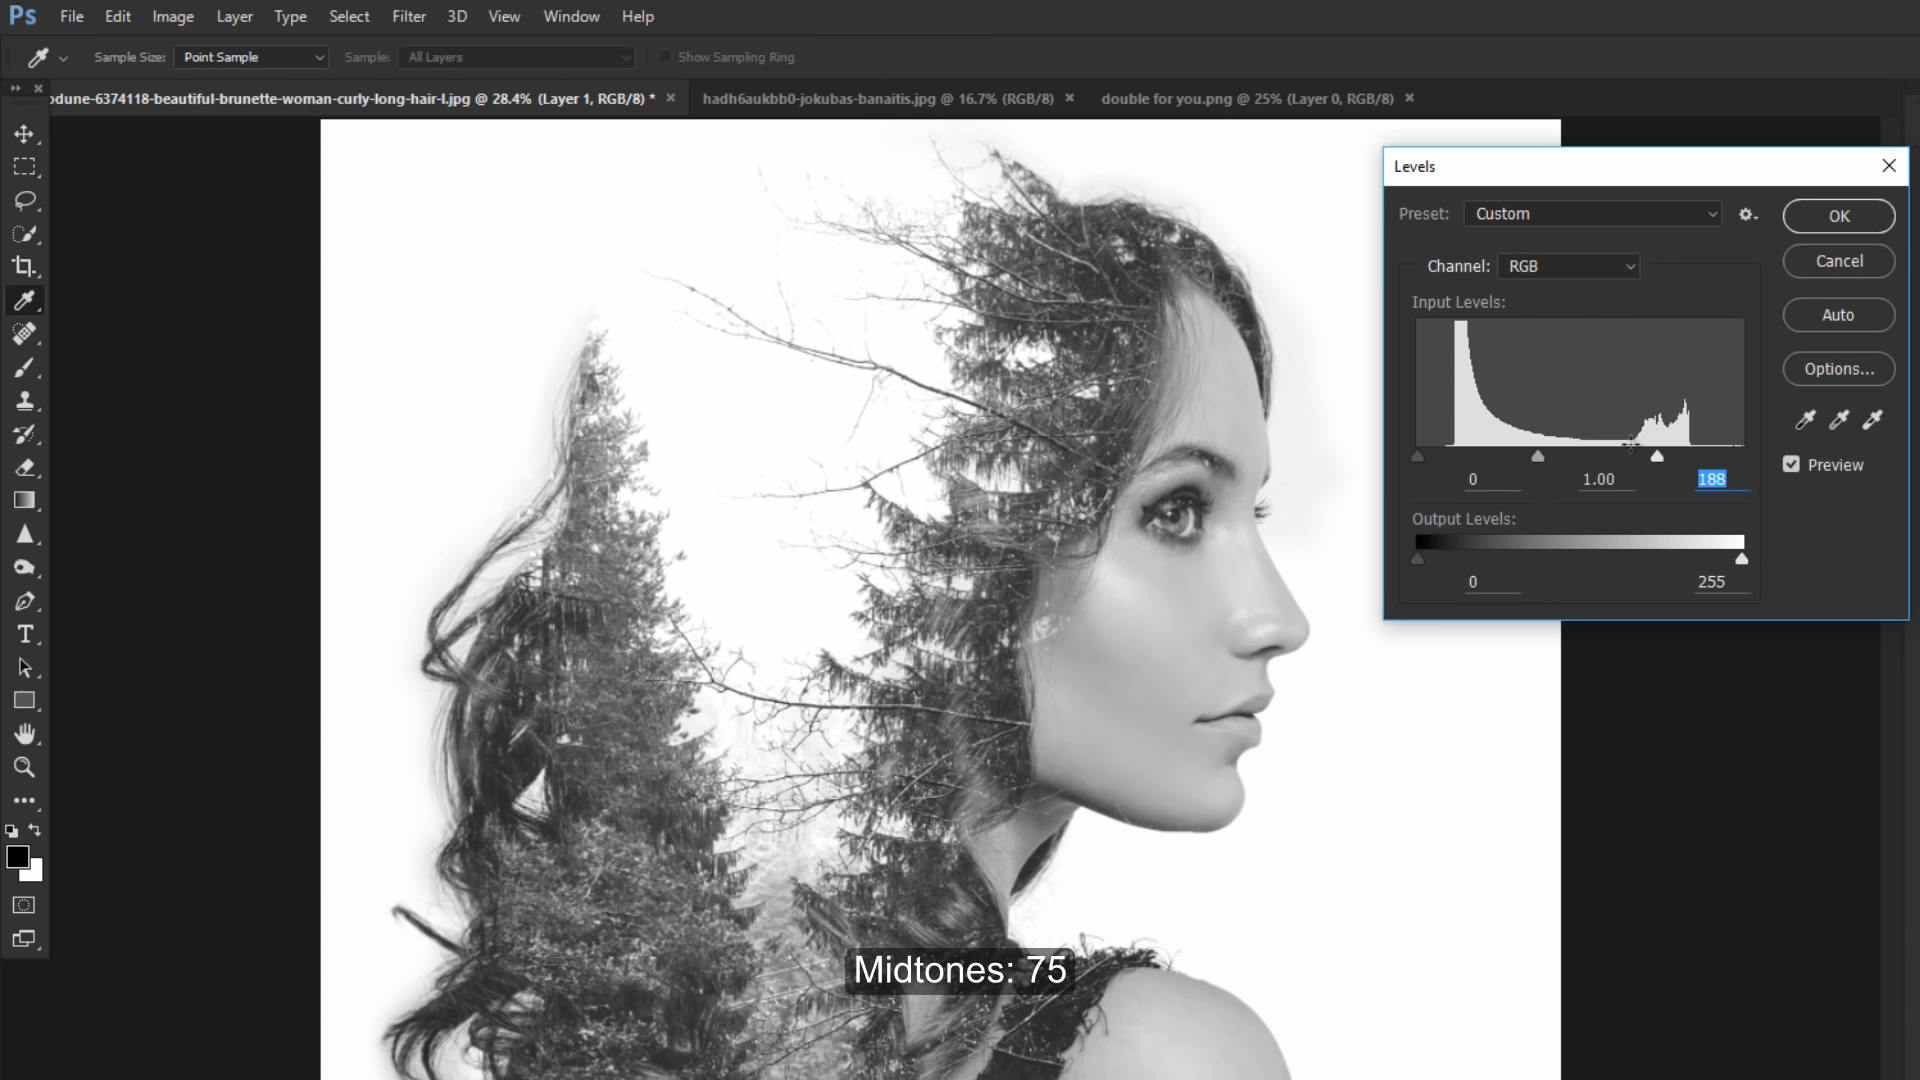 Ps File Edit Image Layer Type Select Filter 3D View Window Help
Sample Size: Point Sample Sample: All Layers Show Sampling Ring
odune-6374118-beautiful-brunette-woman-curly-long-hair-l.jpg @ 28.4% (Layer 1, RGB/8) * hadh6aukbb0-jokubas-banaitis.jpg @ 16.7% (RGB/8) double for you.png @ 25% (Layer 0, RGB/8)
Levels
Preset: Custom OK
Channel: RGB Cancel
Input Levels: Auto
Options...
Preview
0 1.00 188
Output Levels:
0 255
T
Midtones: 75